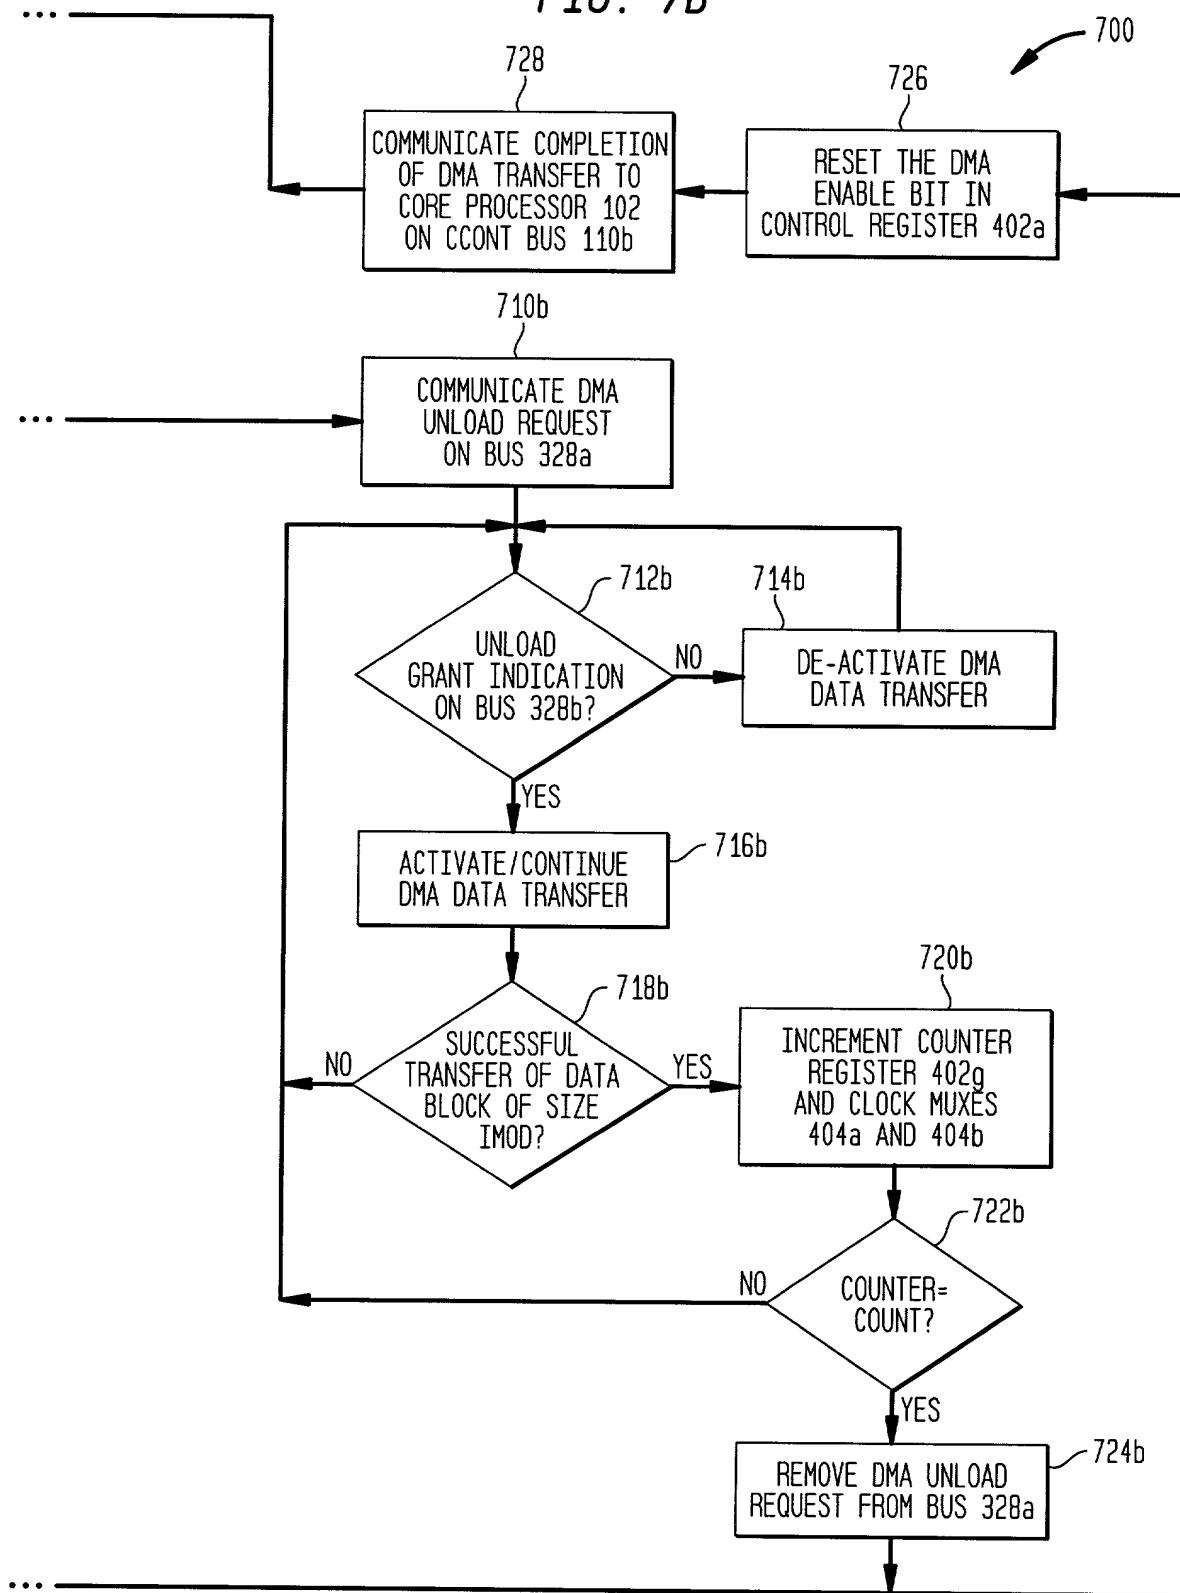 FIG. 7b
...
700
728
726
COMMUNICATE COMPLETION
OF DMA TRANSFER TO
CORE PROCESSOR 102
ON CCONT BUS 110b
RESET THE DMA
ENABLE BIT IN
CONTROL REGISTER 402a
710b
...
COMMUNICATE DMA
UNLOAD REQUEST
ON BUS 328a
712b
714b
UNLOAD
GRANT INDICATION
ON BUS 328b?
NO
DE-ACTIVATE DMA
DATA TRANSFER
YES
716b
ACTIVATE/CONTINUE
DMA DATA TRANSFER
718b
720b
NO
SUCCESSFUL
TRANSFER OF DATA
BLOCK OF SIZE
IMOD?
YES
INCREMENT COUNTER
REGISTER 402g
AND CLOCK MUXES
404a AND 404b
722b
NO
COUNTER=
COUNT?
YES
724b
REMOVE DMA UNLOAD
REQUEST FROM BUS 328a
...